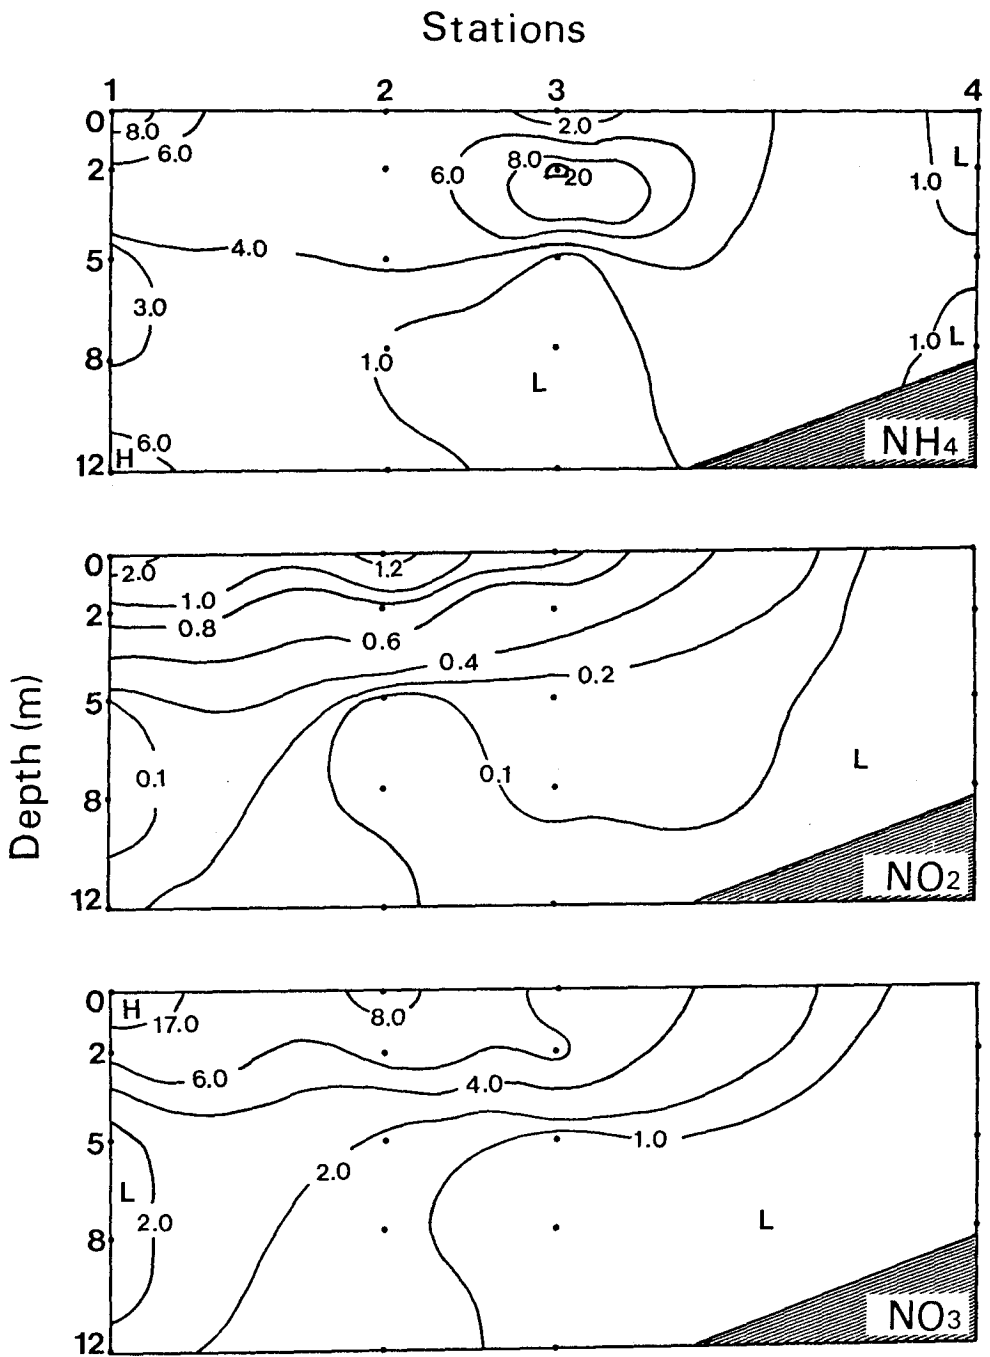 Stations
1 2 3 4
0 8.0 2.0
6.0 L
2 6.0 8.0 20 1.0
4.0
5
3.0
8 1.0 1.0 L
L
6.0
12 H NH4
Depth (m)
0 2.0 1.2
1.0
2 0.8 0.6
0.4 0.2
5
0.1 0.1 L
8
12 NO2
0 H 17.0 8.0
2
6.0 4.0
5 1.0
2.0
L 2.0 L
8
12 NO3